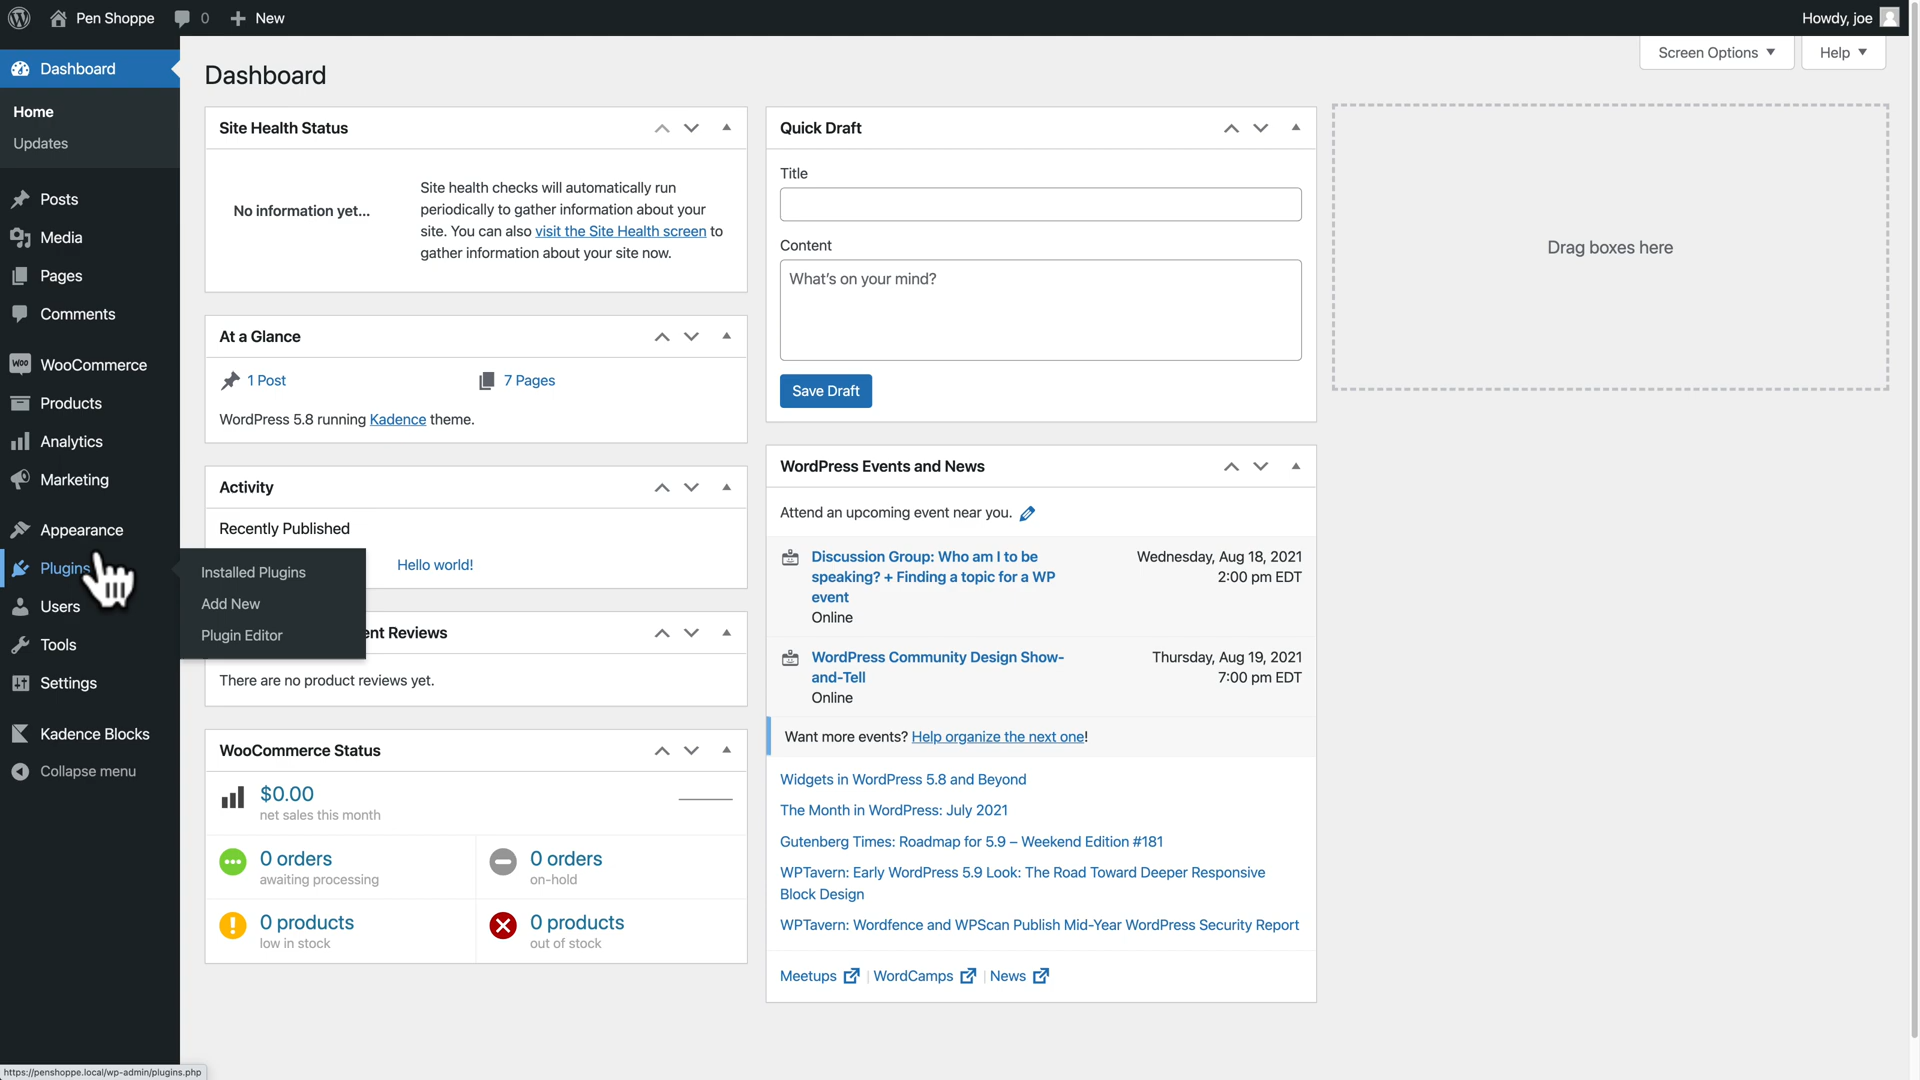 Pen Shoppe 0 New Howdy, joe
Screen Options Help
Dashboard
Home
Updates
Posts
Media
Pages
Comments
WooCommerce
Products
Analytics
Marketing
Appearance
Plugins
Installed Plugins
Add New
Plugin Editor
Users
Tools
Settings
Kadence Blocks
Collapse menu
Dashboard
Site Health Status
No information yet...
Site health checks will automatically run
periodically to gather information about your
site. You can also visit the Site Health screen to
gather information about your site now.
At a Glance
1 Post 7 Pages
WordPress 5.8 running Kadence theme.
Activity
Recently Published
Hello world!
ent Reviews
There are no product reviews yet.
WooCommerce Status
$0.00
net sales this month
0 orders
awaiting processing
0 orders
on-hold
0 products
low in stock
0 products
out of stock
Quick Draft
Title
Content
What's on your mind?
Save Draft
WordPress Events and News
Attend an upcoming event near you.
Discussion Group: Who am I to be
speaking? + Finding a topic for a WP
event
Online
Wednesday, Aug 18, 2021
2:00 pm EDT
WordPress Community Design Show-
and-Tell
Online
Thursday, Aug 19, 2021
7:00 pm EDT
Want more events? Help organize the next one!
Widgets in WordPress 5.8 and Beyond
The Month in WordPress: July 2021
Gutenberg Times: Roadmap for 5.9 – Weekend Edition #181
WPTavern: Early WordPress 5.9 Look: The Road Toward Deeper Responsive
Block Design
WPTavern: Wordfence and WPScan Publish Mid-Year WordPress Security Report
Meetups | WordCamps | News
Drag boxes here
https://penshoppe.local/wp-admin/plugins.php